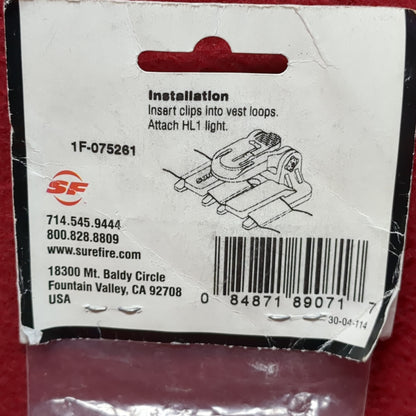 Installation
Insert clips into vest loops.
Attach HL1 light.
1F-075261
SF
714.545.9444
800.828.8809
www.surefire.com
18300 Mt. Baldy Circle
Fountain Valley, CA 92708
USA
0 84871 89071 7
30-04-114